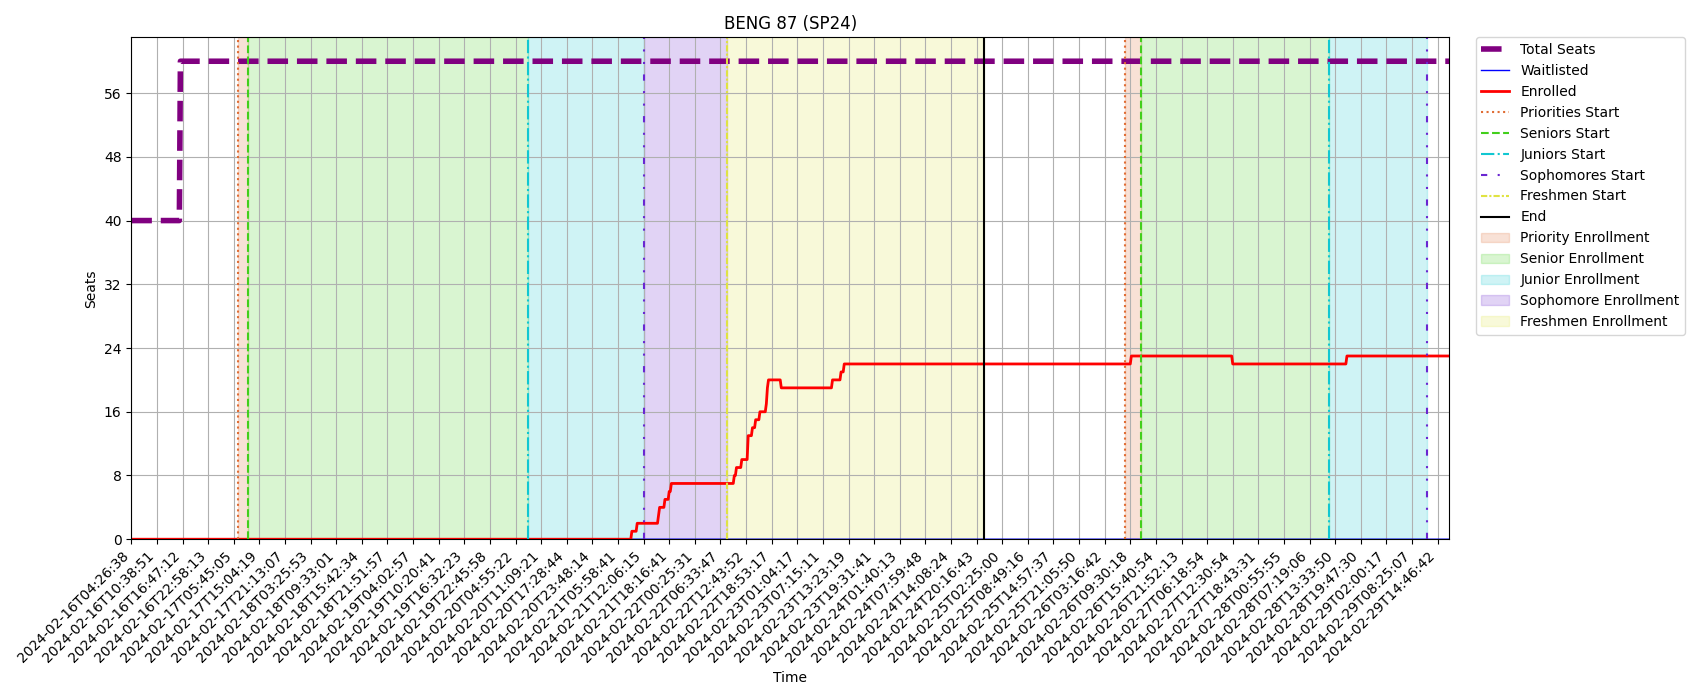 BENG 87 (SP24)
Seats
56
48
40
32
24
16
8
0
2024-02-16T04:26:38
2024-02-16T10:38:51
2024-02-16T16:47:12
2024-02-16T22:58:13
2024-02-17T05:45:05
2024-02-17T15:04:19
2024-02-17T21:13:07
2024-02-18T03:25:53
2024-02-18T09:33:01
2024-02-18T15:42:34
2024-02-18T21:51:57
2024-02-19T04:02:57
2024-02-19T10:20:41
2024-02-19T16:32:23
2024-02-19T22:45:58
2024-02-20T04:55:22
2024-02-20T11:09:21
2024-02-20T17:28:44
2024-02-20T23:48:14
2024-02-21T05:58:41
2024-02-21T12:06:15
2024-02-21T18:16:41
2024-02-22T00:25:31
2024-02-22T06:33:47
2024-02-22T12:43:52
2024-02-22T18:53:17
2024-02-23T01:04:17
2024-02-23T07:15:11
2024-02-23T13:23:19
2024-02-23T19:31:41
2024-02-24T01:40:13
2024-02-24T07:59:48
2024-02-24T14:08:24
2024-02-24T20:16:43
2024-02-25T02:25:00
2024-02-25T08:49:16
2024-02-25T14:57:37
2024-02-25T21:05:50
2024-02-26T03:16:42
2024-02-26T09:30:18
2024-02-26T15:40:54
2024-02-26T21:52:13
2024-02-27T06:18:54
2024-02-27T12:30:54
2024-02-27T18:43:31
2024-02-28T00:55:55
2024-02-28T07:19:06
2024-02-28T13:33:50
2024-02-28T19:47:30
2024-02-29T02:00:17
2024-02-29T08:25:07
2024-02-29T14:46:42
Time
Total Seats
Waitlisted
Enrolled
Priorities Start
Seniors Start
Juniors Start
Sophomores Start
Freshmen Start
End
Priority Enrollment
Senior Enrollment
Junior Enrollment
Sophomore Enrollment
Freshmen Enrollment